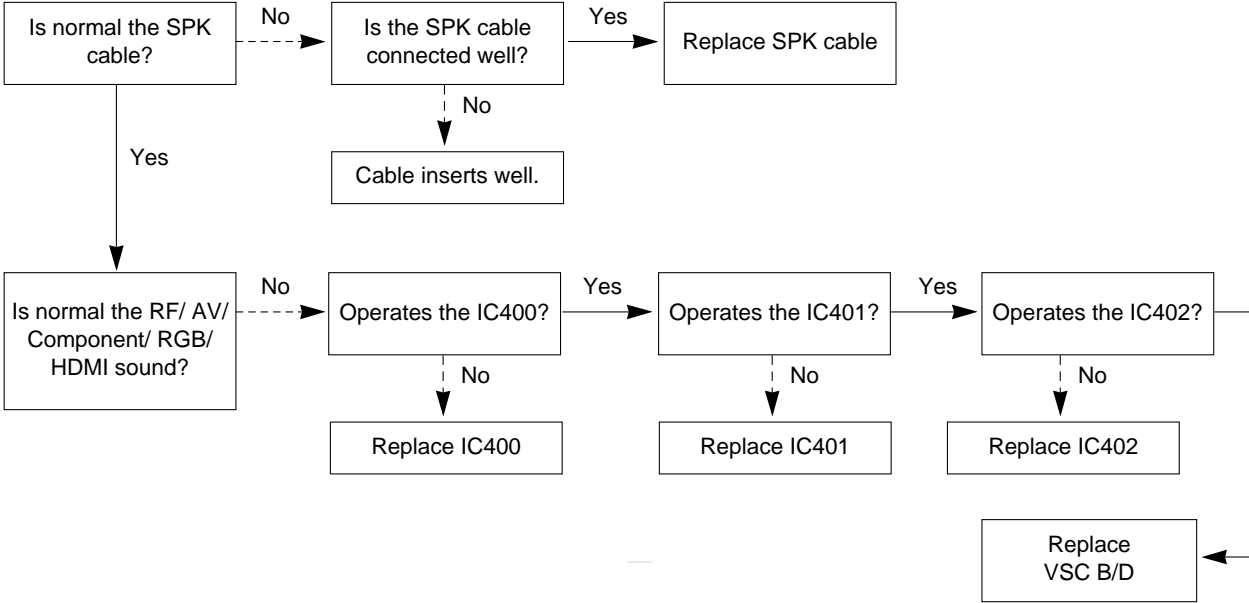 Is normal the SPK
cable?
No
Is the SPK cable
connected well?
Yes
Replace SPK cable
No
Yes
Cable inserts well.
Is normal the RF/ AV/
Component/ RGB/
HDMI sound?
No
Operates the IC400?
Yes
Operates the IC401?
Yes
Operates the IC402?
No
No
No
Replace IC400
Replace IC401
Replace IC402
Replace
VSC B/D